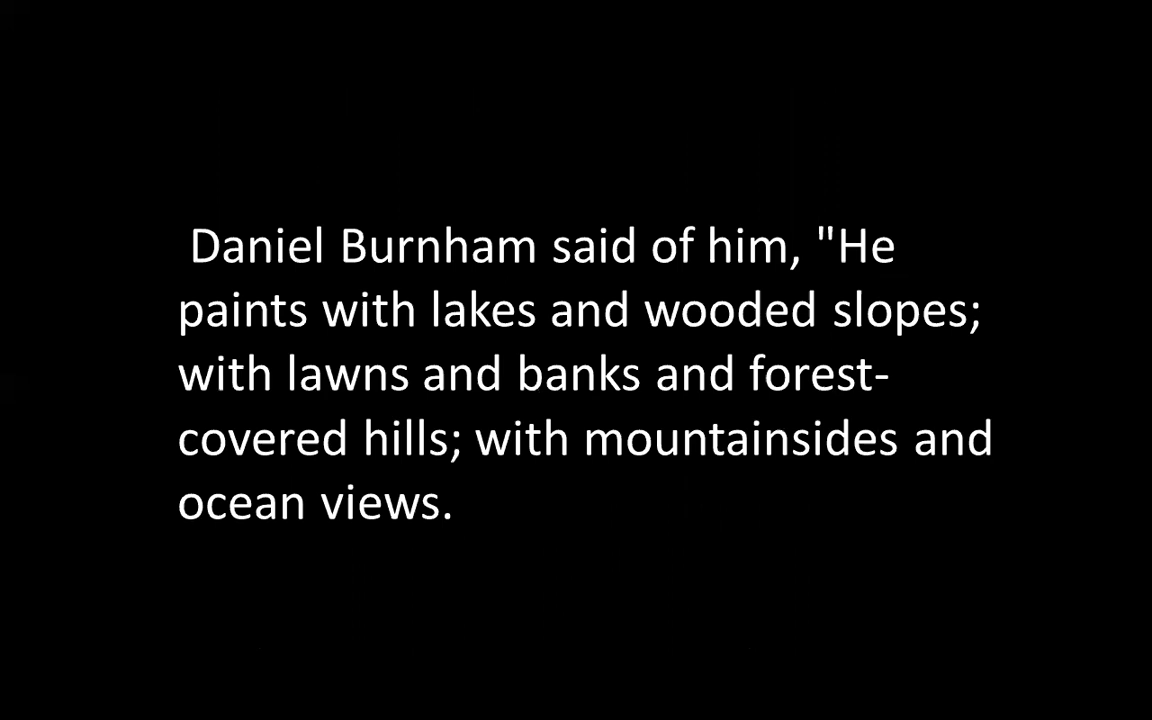 Daniel Burnham said of him, "He
paints with lakes and wooded slopes;
with lawns and banks and forest-
covered hills; with mountainsides and
ocean views.